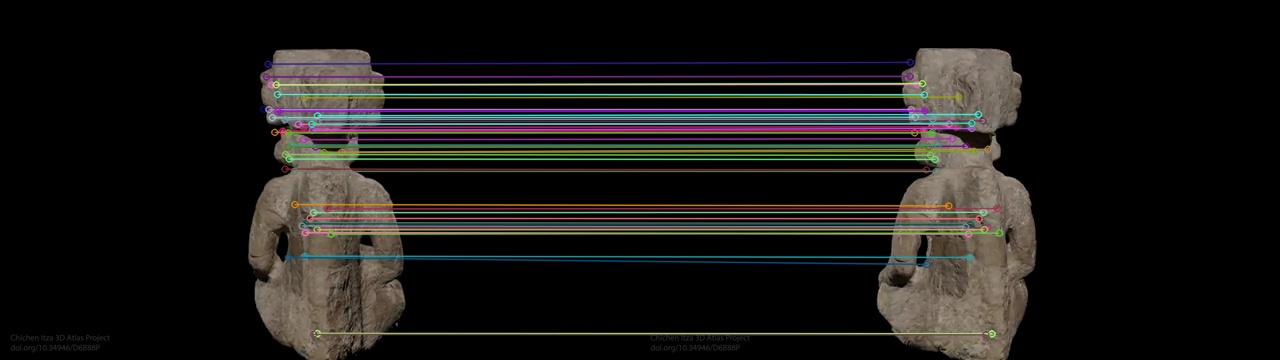 Chichen Itza 3D Atlas Project
doi.org/10.34946/D6B88P
Chichen Itza 3D Atlas Project
doi.org/10.34946/D6B88P